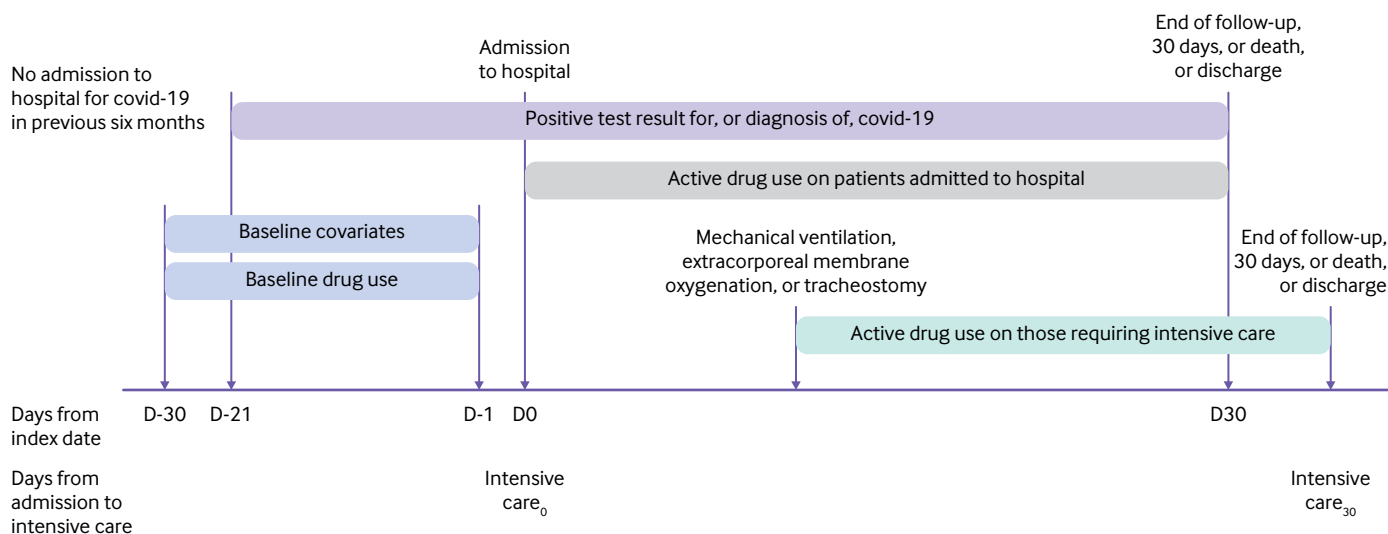 No admission to
hospital for covid-19
in previous six months
Admission
to hospital
End of follow-up,
30 days, or death,
or discharge
Positive test result for, or diagnosis of, covid-19
Active drug use on patients admitted to hospital
Baseline covariates
Baseline drug use
Mechanical ventilation,
extracorporeal membrane
oxygenation, or tracheostomy
End of follow-up,
30 days, or death,
or discharge
Active drug use on those requiring intensive care
Days from
index date
D-30 D-21 D-1 D0 D30
Days from
admission to
intensive care
Intensive
care₀
Intensive
care₃₀